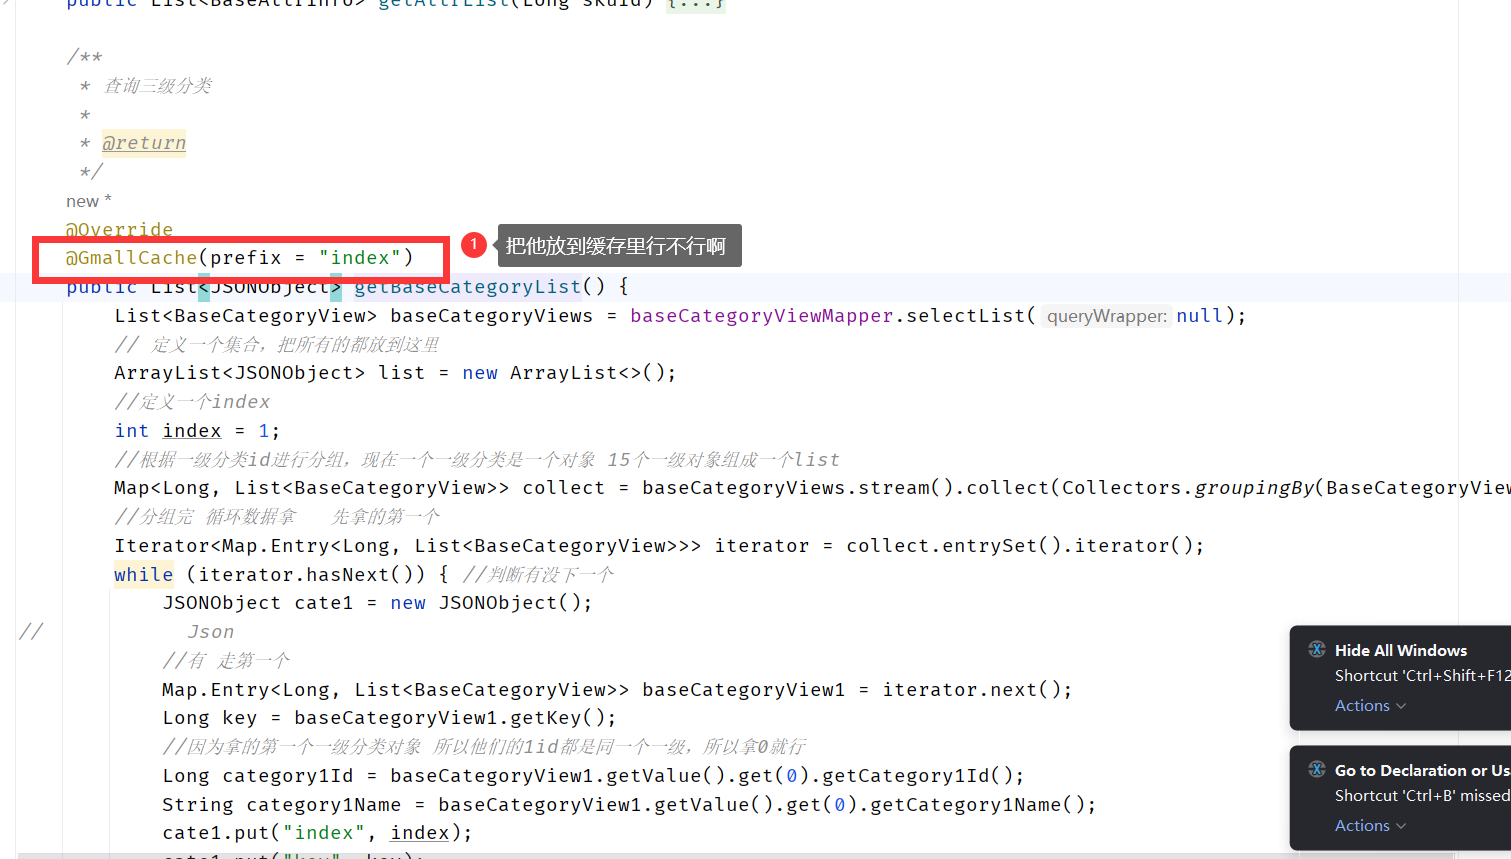 public List<BaseAttrInfo> getAttrList(Long skuId) {...}
/**
* 查询三级分类
*
* @return
*/
new *
@Override
@GmallCache(prefix = "index")
1 把他放到缓存里行不行啊
public List<JSONObject> getBaseCategoryList() {
List<BaseCategoryView> baseCategoryViews = baseCategoryViewMapper.selectList( queryWrapper: null);
// 定义一个集合，把所有的都放到这里
ArrayList<JSONObject> list = new ArrayList<>();
//定义一个index
int index = 1;
//根据一级分类id进行分组，现在一个一级分类是一个对象 15个一级对象组成一个list
Map<Long, List<BaseCategoryView>> collect = baseCategoryViews.stream().collect(Collectors.groupingBy(BaseCategoryView
//分组完 循环数据拿 先拿的第一个
Iterator<Map.Entry<Long, List<BaseCategoryView>>> iterator = collect.entrySet().iterator();
while (iterator.hasNext()) { //判断有没下一个
JSONObject cate1 = new JSONObject();
// Json
//有 走第一个
Map.Entry<Long, List<BaseCategoryView>> baseCategoryView1 = iterator.next();
Long key = baseCategoryView1.getKey();
//因为拿的第一个一级分类对象 所以他们的1id都是同一个一级，所以拿0就行
Long category1Id = baseCategoryView1.getValue().get(0).getCategory1Id();
String category1Name = baseCategoryView1.getValue().get(0).getCategory1Name();
cate1.put("index", index);
cate1.put("key", key);
Hide All Windows
Shortcut 'Ctrl+Shift+F12
Actions
Go to Declaration or Us
Shortcut 'Ctrl+B' missed
Actions